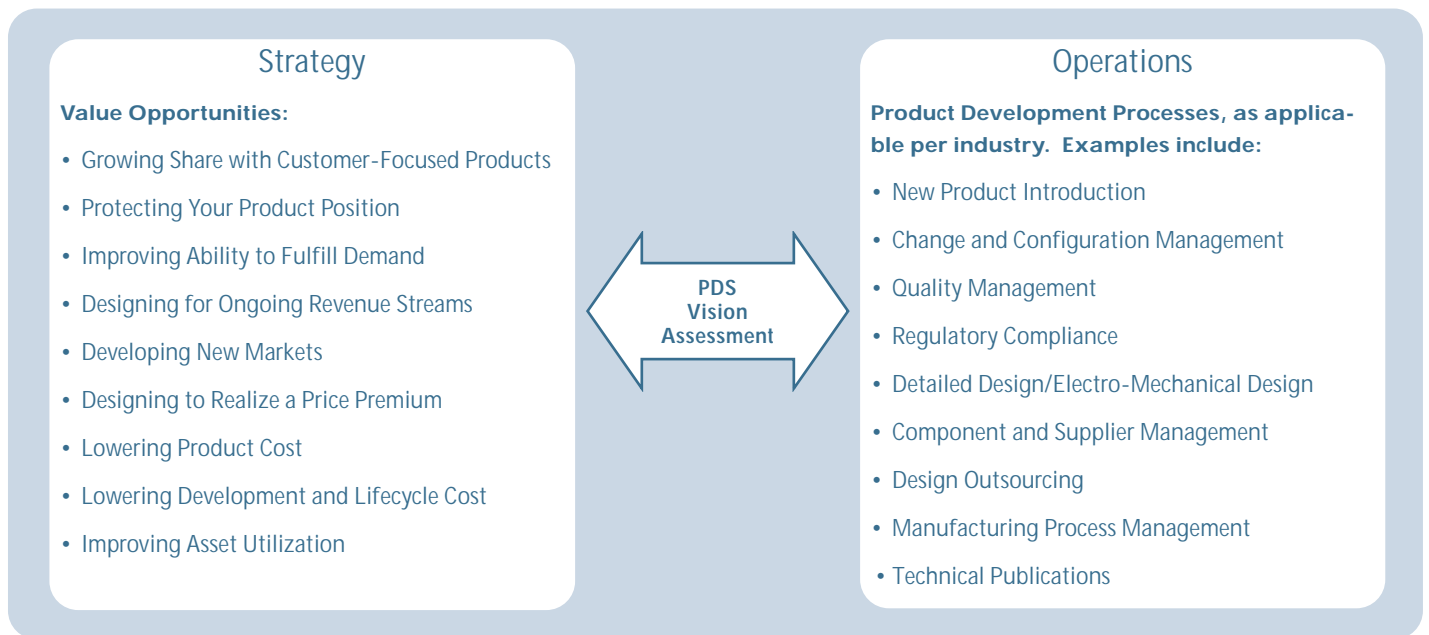 Strategy
Value Opportunities:
• Growing Share with Customer-Focused Products
• Protecting Your Product Position
• Improving Ability to Fulfill Demand
• Designing for Ongoing Revenue Streams
• Developing New Markets
• Designing to Realize a Price Premium
• Lowering Product Cost
• Lowering Development and Lifecycle Cost
• Improving Asset Utilization
PDS
Vision
Assessment
Operations
Product Development Processes, as applica-
ble per industry. Examples include:
• New Product Introduction
• Change and Configuration Management
• Quality Management
• Regulatory Compliance
• Detailed Design/Electro-Mechanical Design
• Component and Supplier Management
• Design Outsourcing
• Manufacturing Process Management
• Technical Publications